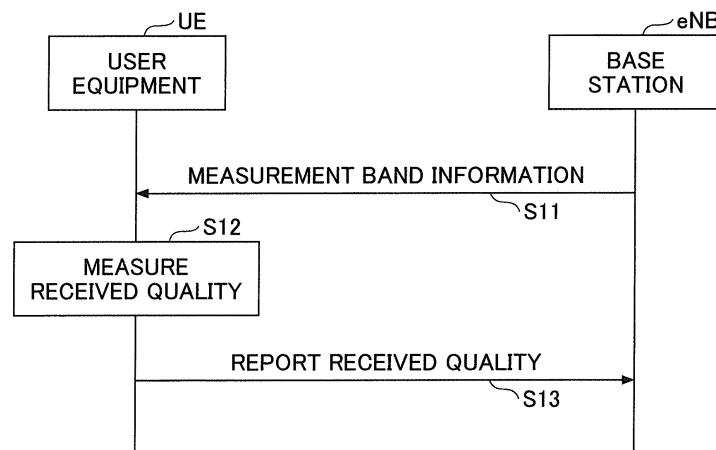 UE
eNB
USER
EQUIPMENT
BASE
STATION
MEASUREMENT BAND INFORMATION
S11
S12
MEASURE
RECEIVED QUALITY
REPORT RECEIVED QUALITY
S13